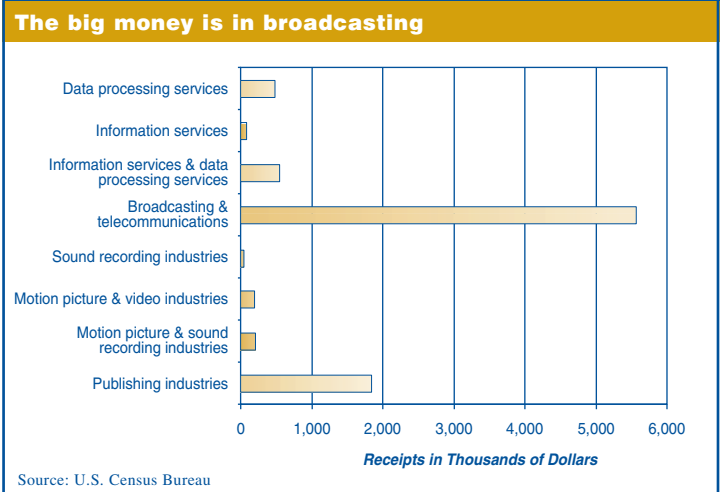 The big money is in broadcasting
Data processing services
Information services
Information services & data
processing services
Broadcasting &
telecommunications
Sound recording industries
Motion picture & video industries
Motion picture & sound
recording industries
Publishing industries
0 1,000 2,000 3,000 4,000 5,000 6,000
Receipts in Thousands of Dollars
Source: U.S. Census Bureau